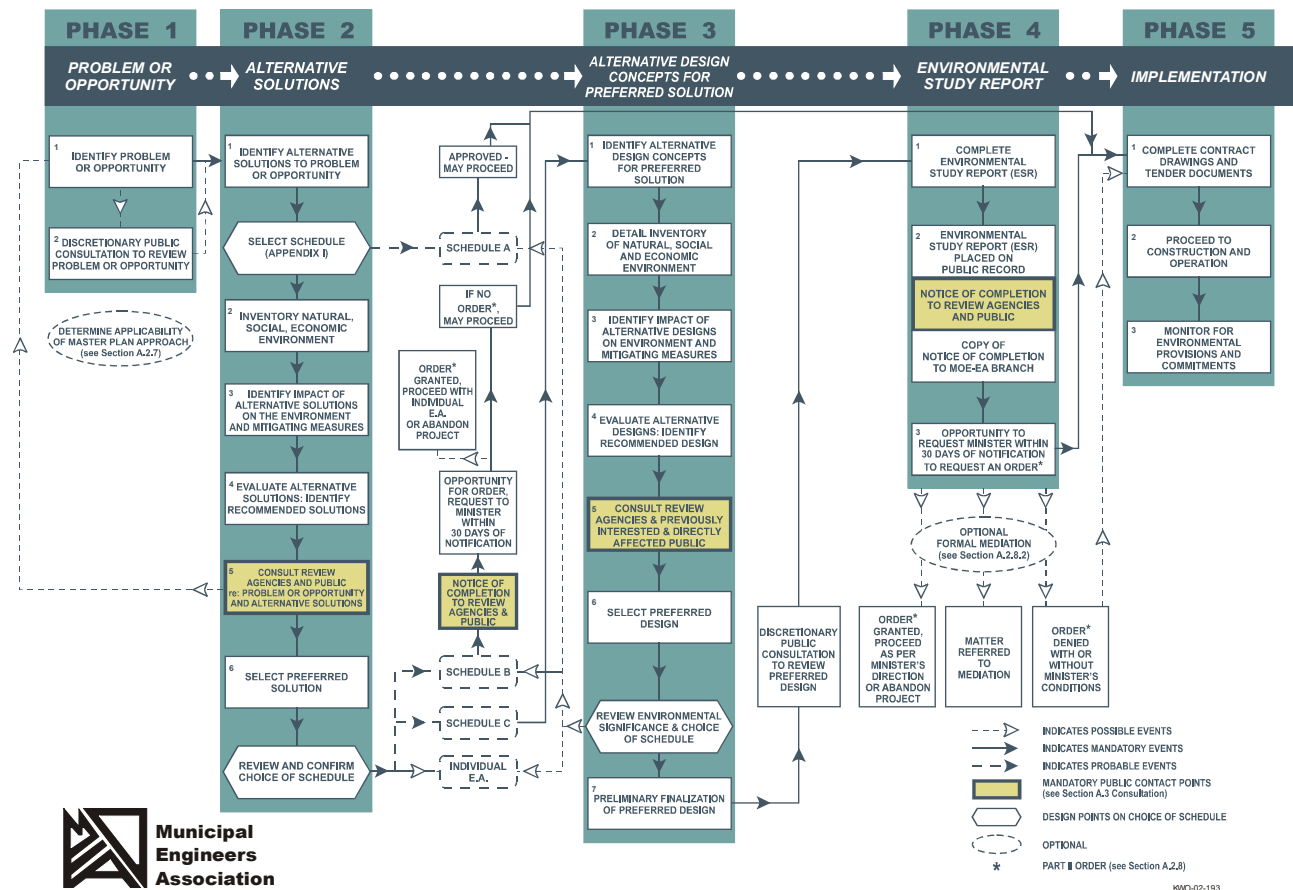 PHASE 1
PHASE 2
PHASE 3
PHASE 4
PHASE 5
PROBLEM OR
OPPORTUNITY
ALTERNATIVE
SOLUTIONS
ALTERNATIVE DESIGN
CONCEPTS FOR
PREFERRED SOLUTION
ENVIRONMENTAL
STUDY REPORT
IMPLEMENTATION
1
IDENTIFY PROBLEM
OR OPPORTUNITY
2 DISCRETIONARY PUBLIC
CONSULTATION TO REVIEW
PROBLEM OR OPPORTUNITY
DETERMINE APPLICABILITY
OF MASTER PLAN APPROACH
(see Section A.2.7)
1
IDENTIFY ALTERNATIVE
SOLUTIONS TO PROBLEM
OR OPPORTUNITY
SELECT SCHEDULE
(APPENDIX I)
2
INVENTORY NATURAL,
SOCIAL, ECONOMIC
ENVIRONMENT
3
IDENTIFY IMPACT OF
ALTERNATIVE SOLUTIONS
ON THE ENVIRONMENT
AND MITIGATING MEASURES
4
EVALUATE ALTERNATIVE
SOLUTIONS: IDENTIFY
RECOMMENDED SOLUTIONS
5
CONSULT REVIEW
AGENCIES AND PUBLIC
re: PROBLEM OR OPPORTUNITY
AND ALTERNATIVE SOLUTIONS
6
SELECT PREFERRED
SOLUTION
REVIEW AND CONFIRM
CHOICE OF SCHEDULE
APPROVED -
MAY PROCEED
SCHEDULE A
IF NO
ORDER*,
MAY PROCEED
ORDER*
GRANTED,
PROCEED WITH
INDIVIDUAL
E.A.
OR ABANDON
PROJECT
OPPORTUNITY
FOR ORDER,
REQUEST TO
MINISTER
WITHIN
30 DAYS OF
NOTIFICATION
NOTICE OF
COMPLETION
TO REVIEW
AGENCIES &
PUBLIC
SCHEDULE B
SCHEDULE C
INDIVIDUAL
E.A.
1
IDENTIFY ALTERNATIVE
DESIGN CONCEPTS
FOR PREFERRED
SOLUTION
2
DETAIL INVENTORY
OF NATURAL, SOCIAL
AND ECONOMIC
ENVIRONMENT
3
IDENTIFY IMPACT OF
ALTERNATIVE DESIGNS
ON ENVIRONMENT AND
MITIGATING MEASURES
4
EVALUATE ALTERNATIVE
DESIGNS: IDENTIFY
RECOMMENDED DESIGN
5
CONSULT REVIEW
AGENCIES & PREVIOUSLY
INTERESTED & DIRECTLY
AFFECTED PUBLIC
6
SELECT PREFERRED
DESIGN
REVIEW ENVIRONMENTAL
SIGNIFICANCE & CHOICE
OF SCHEDULE
7
PRELIMINARY FINALIZATION
OF PREFERRED DESIGN
DISCRETIONARY
PUBLIC
CONSULTATION
TO REVIEW
PREFERRED
DESIGN
1
COMPLETE
ENVIRONMENTAL
STUDY REPORT (ESR)
2
ENVIRONMENTAL
STUDY REPORT (ESR)
PLACED ON
PUBLIC RECORD
NOTICE OF COMPLETION
TO REVIEW AGENCIES
AND PUBLIC
COPY OF
NOTICE OF COMPLETION
TO MOE-EA BRANCH
3
OPPORTUNITY TO
REQUEST MINISTER WITHIN
30 DAYS OF NOTIFICATION
TO REQUEST AN ORDER*
OPTIONAL
FORMAL MEDIATION
(see Section A.2.8.2)
ORDER*
GRANTED,
PROCEED
AS PER
MINISTER'S
DIRECTION
OR ABANDON
PROJECT
MATTER
REFERRED
TO
MEDIATION
ORDER*
DENIED
WITH OR
WITHOUT
MINISTER'S
CONDITIONS
1
COMPLETE CONTRACT
DRAWINGS AND
TENDER DOCUMENTS
2
PROCEED TO
CONSTRUCTION AND
OPERATION
3
MONITOR FOR
ENVIRONMENTAL
PROVISIONS AND
COMMITMENTS
INDICATES POSSIBLE EVENTS
INDICATES MANDATORY EVENTS
INDICATES PROBABLE EVENTS
MANDATORY PUBLIC CONTACT POINTS
(see Section A.3 Consultation)
DESIGN POINTS ON CHOICE OF SCHEDULE
OPTIONAL
* PART II ORDER (see Section A.2.8)
Municipal
Engineers
Association
KWO-02-193